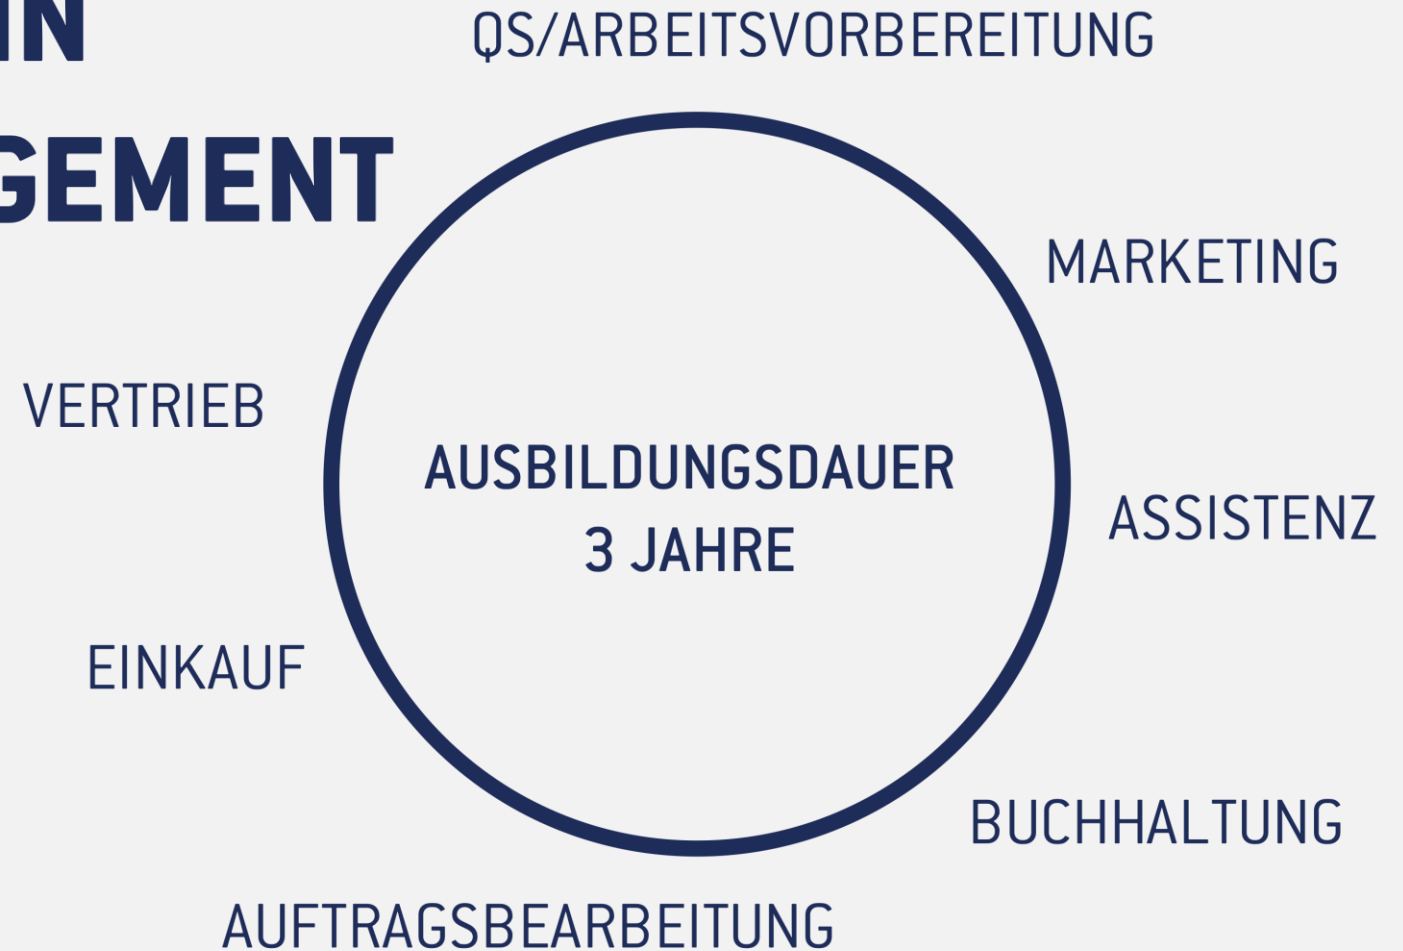 IN
GEMENT
QS/ARBEITSVORBEREITUNG
MARKETING
VERTRIEB
AUSBILDUNGSDAUER
3 JAHRE
ASSISTENZ
EINKAUF
BUCHHALTUNG
AUFTRAGSBEARBEITUNG